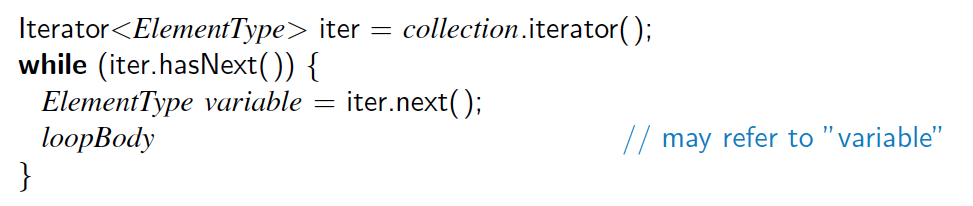 Iterator<ElementType> iter = collection.iterator();
while (iter.hasNext()) {
ElementType variable = iter.next();
loopBody // may refer to "variable"
}